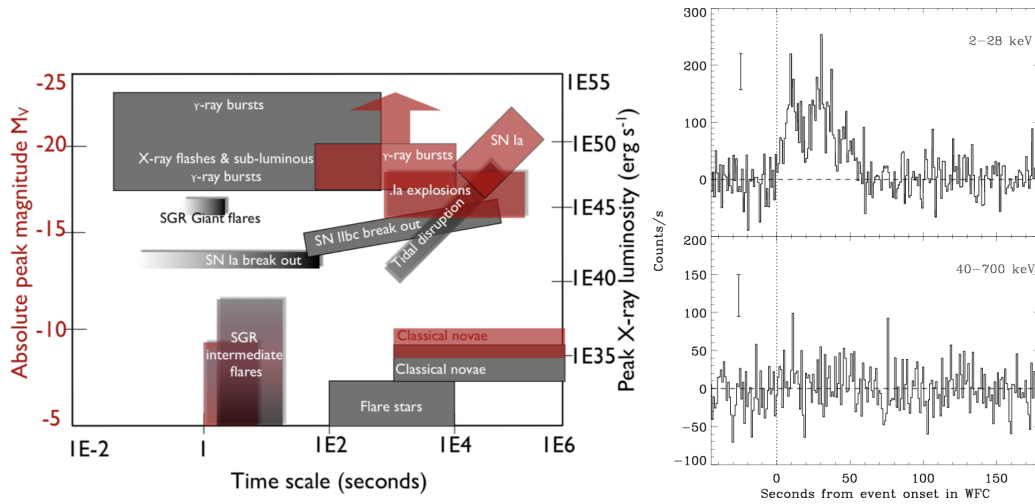 Absolute peak magnitude MV
-25
-20
-15
-10
-5
γ-ray bursts
X-ray flashes & sub-luminous
γ-ray bursts
SGR Giant flares
SN Ia break out
SN IIbc break out
Tidal disruption
γ-ray bursts
.Ia explosions
SN Ia
SGR
intermediate
flares
Classical novae
Classical novae
Flare stars
1E55
1E50
1E45
1E40
1E35
Peak X-ray luminosity (erg s-1)
1E-2
1
1E2
1E4
1E6
Time scale (seconds)
300
2-28 keV
200
100
0
Counts/s
200
40-700 keV
150
100
50
0
-50
-100
0
50
100
150
Seconds from event onset in WFC